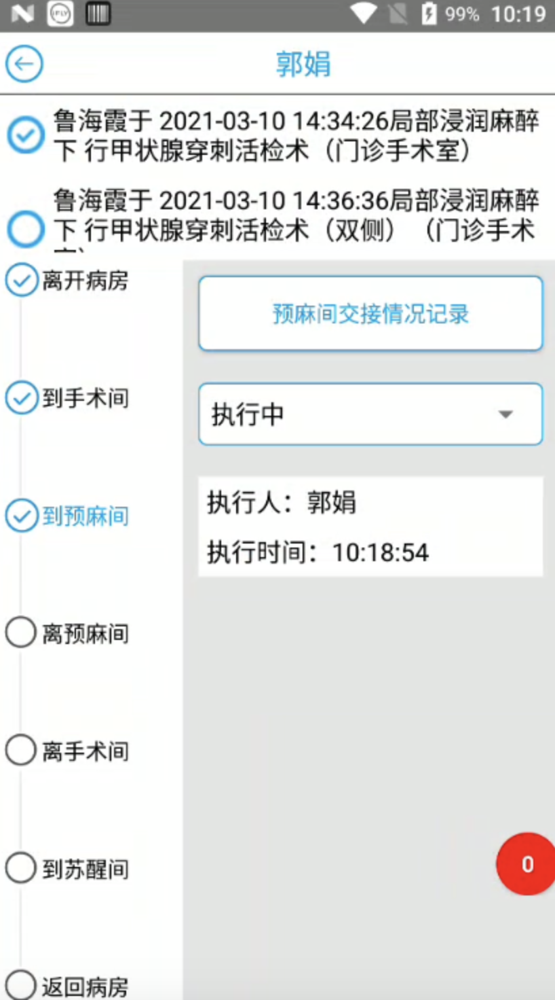 99% 10:19
郭娟
鲁海霞于 2021-03-10 14:34:26局部浸润麻醉
下 行甲状腺穿刺活检术（门诊手术室）
鲁海霞于 2021-03-10 14:36:36局部浸润麻醉
下 行甲状腺穿刺活检术（双侧）（门诊手术
离开病房
预麻间交接情况记录
到手术间
执行中
到预麻间
执行人：郭娟
执行时间：10:18:54
离预麻间
离手术间
到苏醒间
0
返回病房